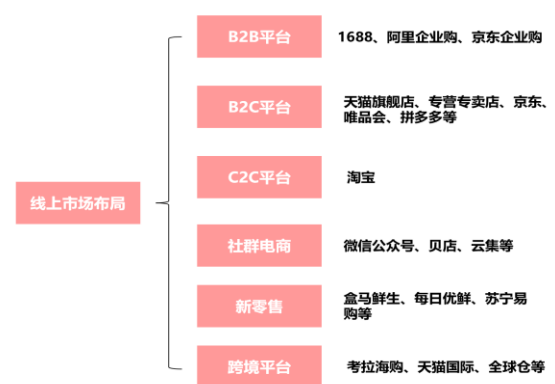 B2B平台
1688、阿里企业购、京东企业购
B2C平台
天猫旗舰店、专营专卖店、京东、
唯品会、拼多多等
C2C平台
淘宝
线上市场布局
社群电商
微信公众号、贝店、云集等
新零售
盒马鲜生、每日优鲜、苏宁易
购等
跨境平台
考拉海购、天猫国际、全球仓等